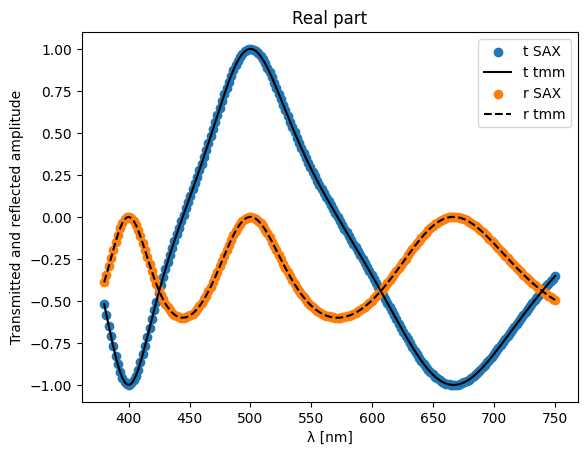 Real part
t SAX
t tmm
r SAX
r tmm
Transmitted and reflected amplitude
1.00
0.75
0.50
0.25
0.00
−0.25
−0.50
−0.75
−1.00
400 450 500 550 600 650 700 750
λ [nm]